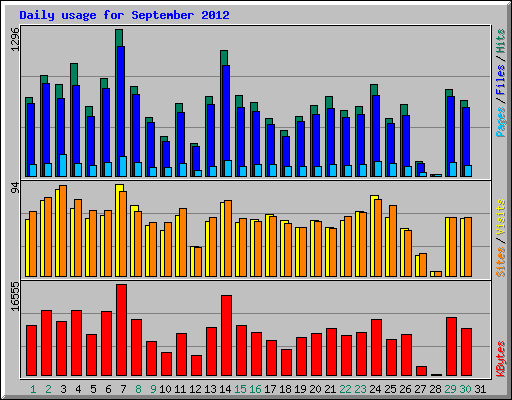 Daily usage for September 2012
1296
Pages / Files / Hits
94
Sites / Visits
16555
KBytes
1 2 3 4 5 6 7 8 9 10 11 12 13 14 15 16 17 18 19 20 21 22 23 24 25 26 27 28 29 30 31